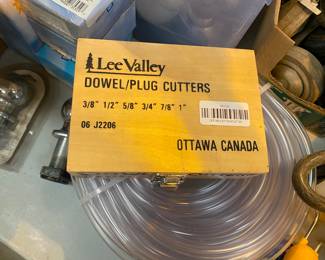 Lee Valley
DOWEL/PLUG CUTTERS
3/8" 1/2" 5/8" 3/4" 7/8" 1"
06 J2206
OTTAWA CANADA